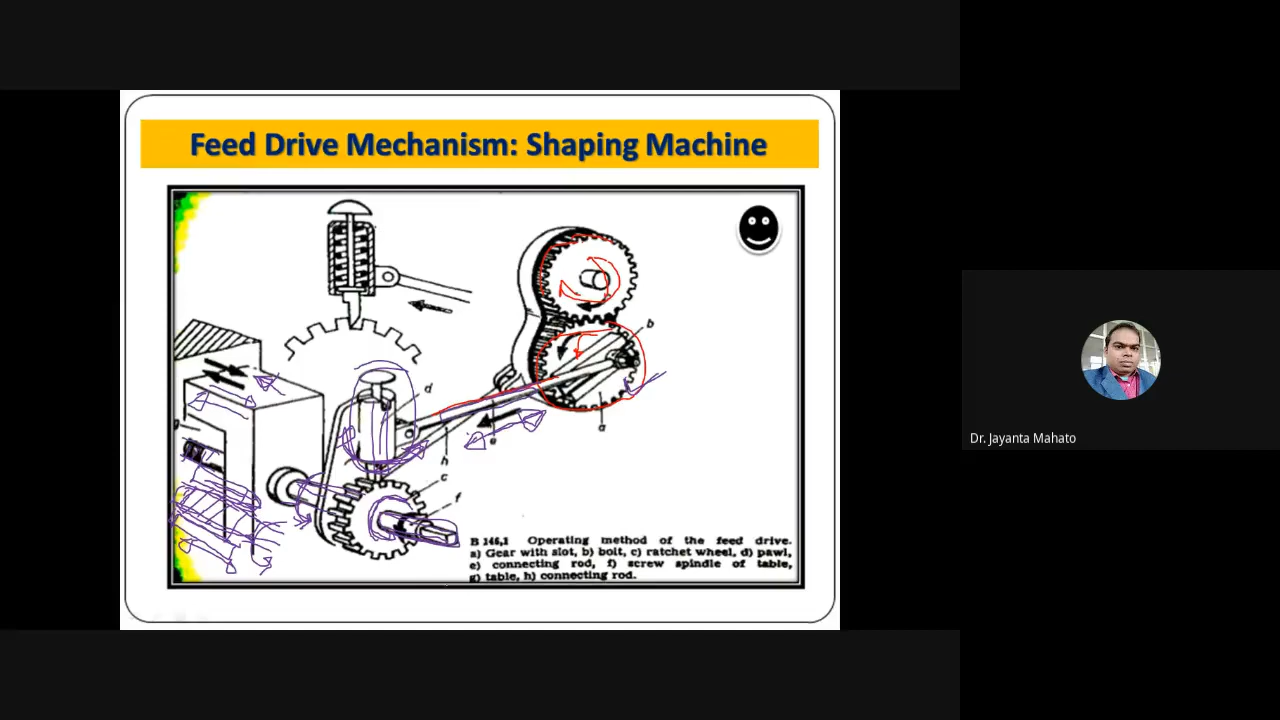 Feed Drive Mechanism: Shaping Machine
b
d
a
e
g
h
c
f
B 146,1 Operating method of the feed drive.
a) Gear with slot, b) bolt, c) ratchet wheel, d) pawl,
e) connecting rod, f) screw spindle of table,
g) table, h) connecting rod.
Dr. Jayanta Mahato